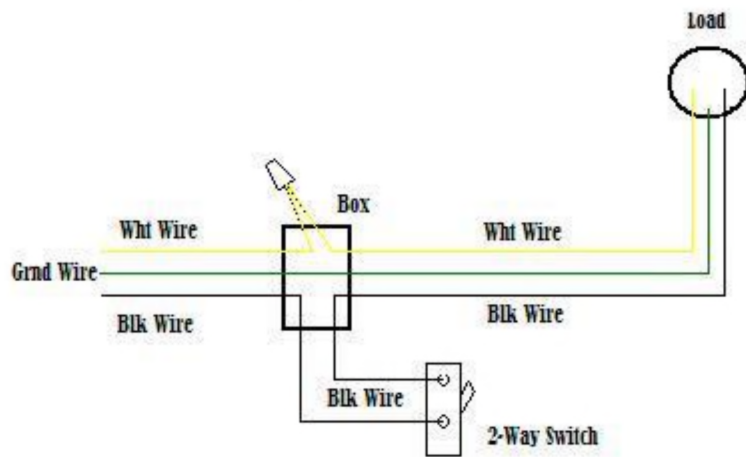 Load
Box
Wht Wire
Wht Wire
Grnd Wire
Blk Wire
Blk Wire
Blk Wire
2-Way Switch